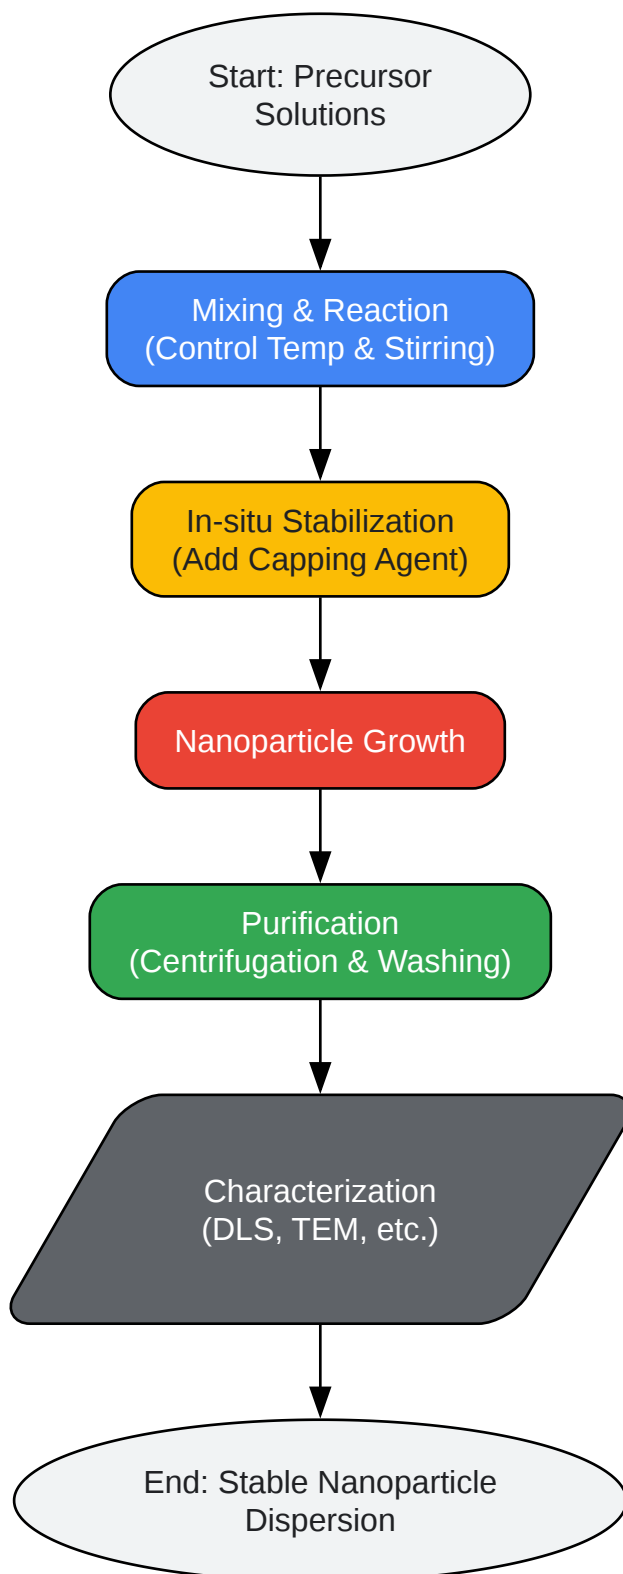 Start: Precursor
Solutions
Mixing & Reaction
(Control Temp & Stirring)
In-situ Stabilization
(Add Capping Agent)
Nanoparticle Growth
Purification
(Centrifugation & Washing)
Characterization
(DLS, TEM, etc.)
End: Stable Nanoparticle
Dispersion